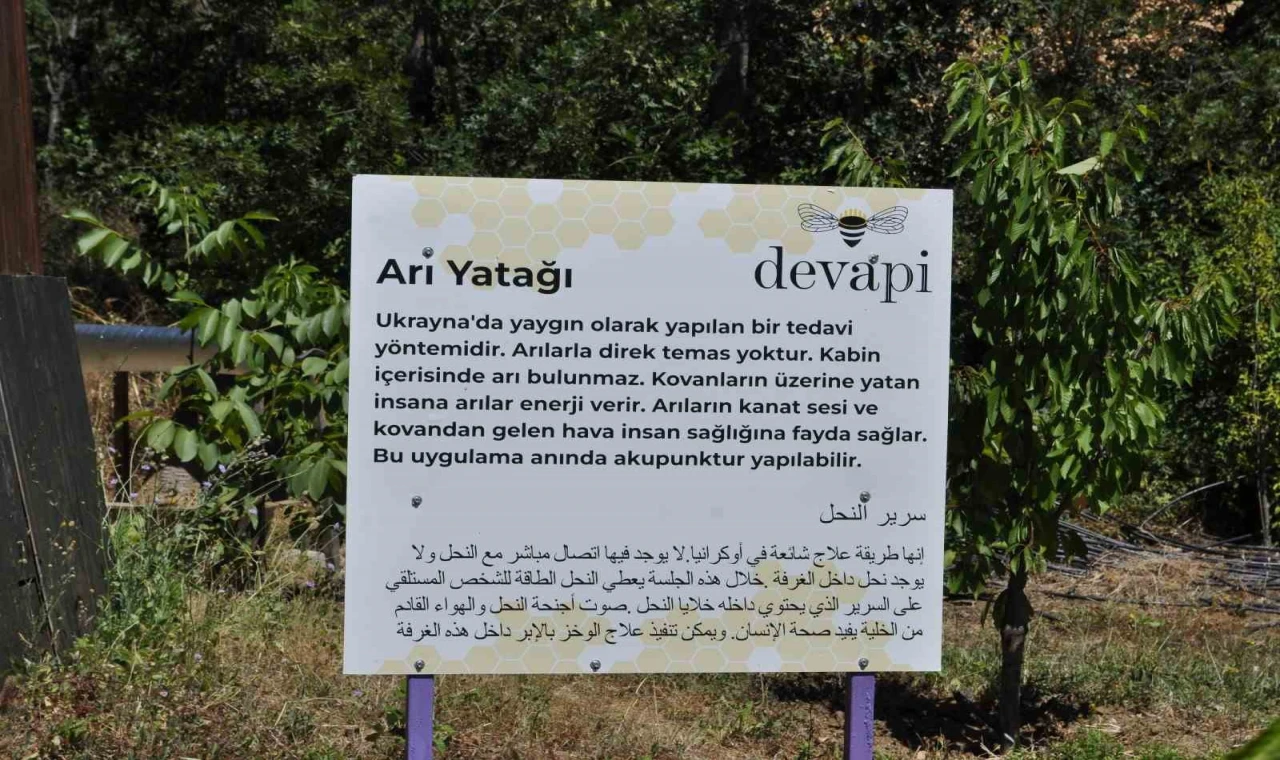 devapi
Arı Yatağı
Ukrayna'da yaygın olarak yapılan bir tedavi
yöntemidir. Arılarla direk temas yoktur. Kabin
içerisinde arı bulunmaz. Kovanların üzerine yatan
insana arılar enerji verir. Arıların kanat sesi ve
kovandan gelen hava insan sağlığına fayda sağlar.
Bu uygulama anında akupunktur yapılabilir.
سرير النحل
إنها طريقة علاج شائعة في أوكرانيا.لا يوجد فيها اتصال مباشر مع النحل ولا
يوجد نحل داخل الغرفة .خلال هذه الجلسة يعطي النحل الطاقة للشخص المستلقي
على السرير الذي يحتوي داخله خلايا النحل .صوت أجنحة النحل والهواء القادم
من الخلية يفيد صحة الإنسان. ويمكن تنفيذ علاج الوخز بالإبر داخل هذه الغرفة